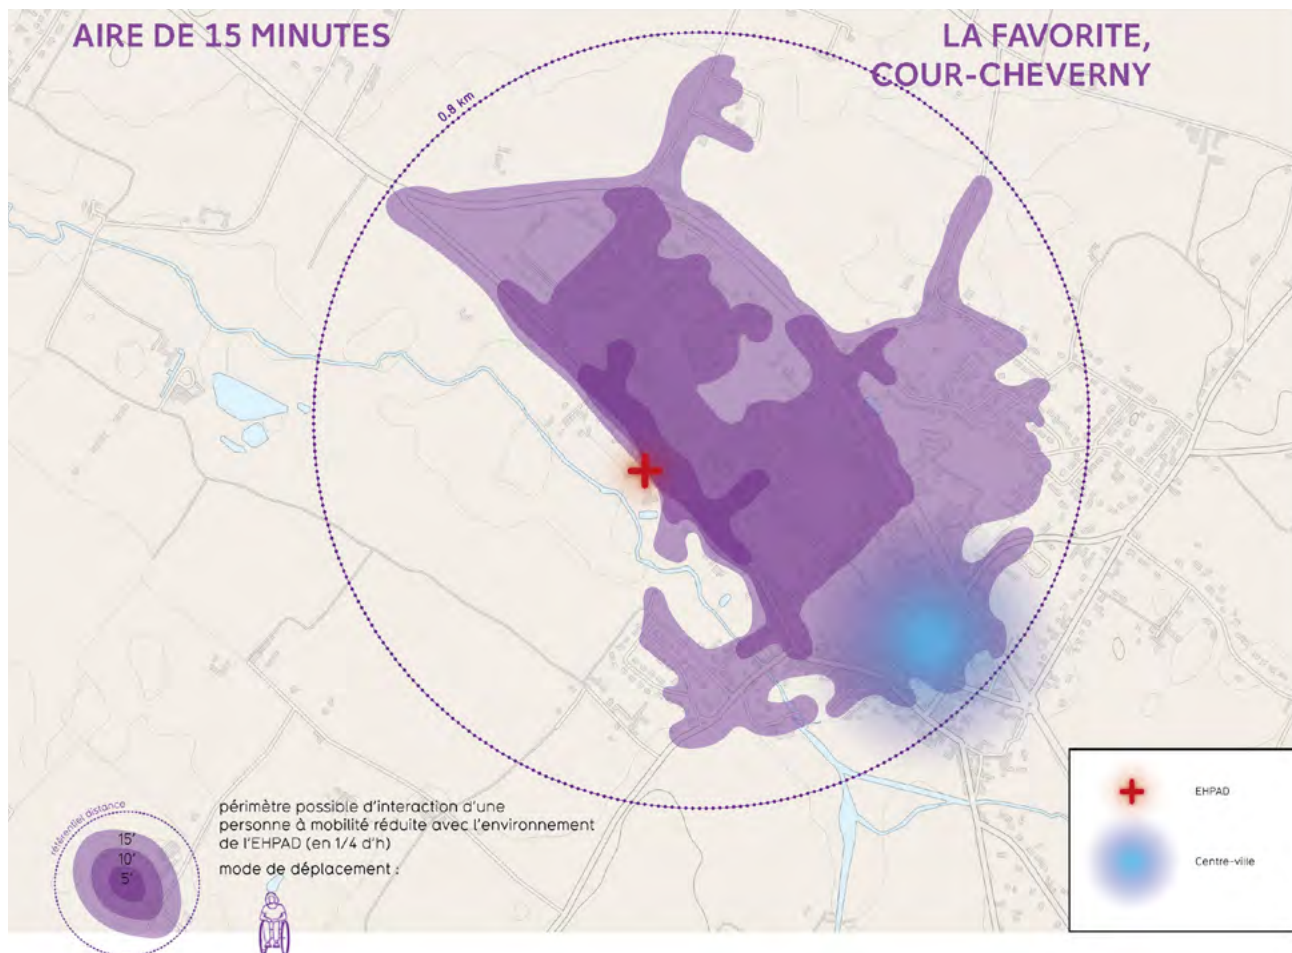 AIRE DE 15 MINUTES
LA FAVORITE,
COUR-CHEVERNY
0.8 km
référentiel distance
15'
10'
5'
périmètre possible d'interaction d'une
personne à mobilité réduite avec l'environnement
de l'EHPAD (en 1/4 d'h)
mode de déplacement :
EHPAD
Centre-ville